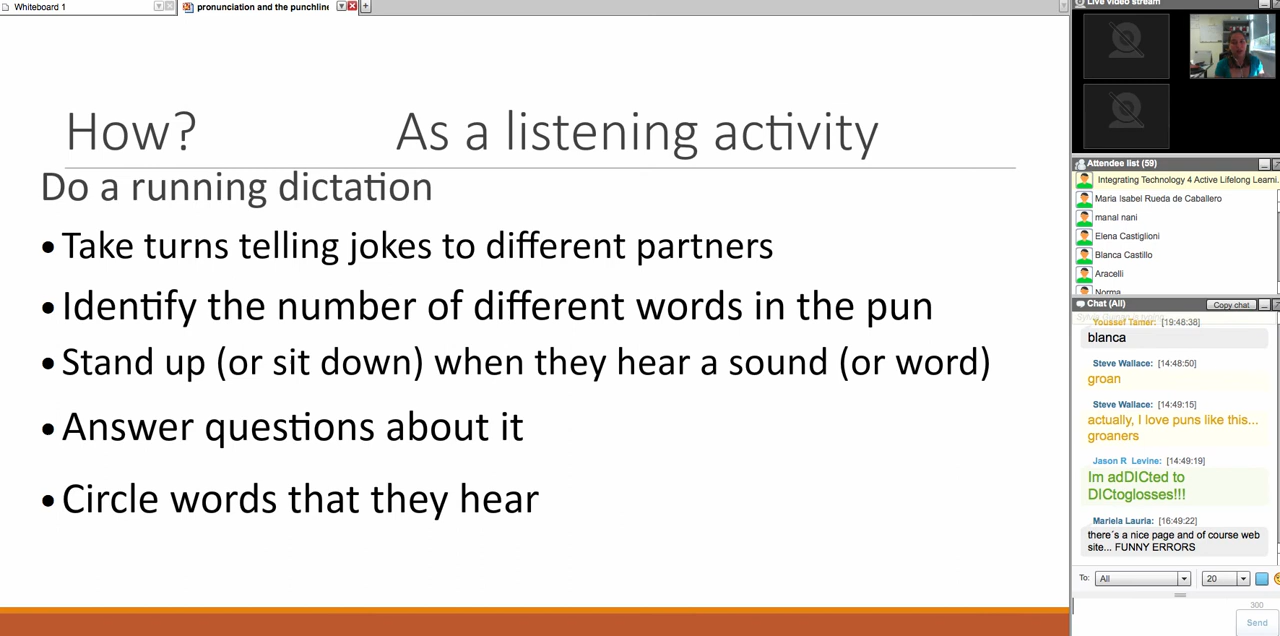 Whiteboard 1
pronunciation and the punchline
How? As a listening activity
Do a running dictation
• Take turns telling jokes to different partners
• Identify the number of different words in the pun
• Stand up (or sit down) when they hear a sound (or word)
• Answer questions about it
• Circle words that they hear
Live video stream
Attendee list (59)
Integrating Technology 4 Active Lifelong Learni.
Maria Isabel Rueda de Caballero
manal nani
Elena Castiglioni
Blanca Castillo
Aracelli
Norma
Chat (All)
Copy chat
Youssef Tamer: [19:48:38]
blanca
Steve Wallace: [14:48:50]
groan
Steve Wallace: [14:49:15]
actually, I love puns like this...
groaners
Jason R Levine: [14:49:19]
Im adDICted to
DICtoglosses!!!
Mariela Lauria: [16:49:22]
there´s a nice page and of course web
site... FUNNY ERRORS
To: All 20
300
Send